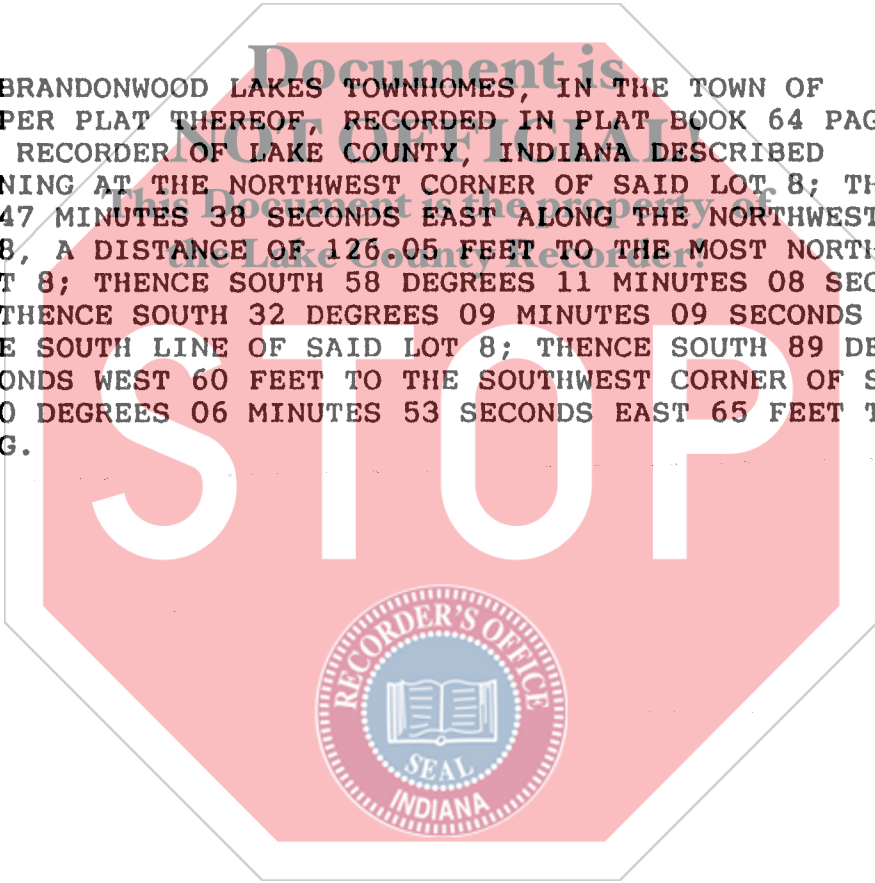 Document is
NOT OFFICIAL!
This Document is the property of
the Lake County Recorder!
BRANDONWOOD LAKES TOWNHOMES, IN THE TOWN OF
PER PLAT THEREOF, RECORDED IN PLAT BOOK 64 PAG
RECORDER OF LAKE COUNTY, INDIANA DESCRIBED
NING AT THE NORTHWEST CORNER OF SAID LOT 8; TH
47 MINUTES 38 SECONDS EAST ALONG THE NORTHWEST
8, A DISTANCE OF 126.05 FEET TO THE MOST NORTH
T 8; THENCE SOUTH 58 DEGREES 11 MINUTES 08 SEC
THENCE SOUTH 32 DEGREES 09 MINUTES 09 SECONDS
E SOUTH LINE OF SAID LOT 8; THENCE SOUTH 89 DE
ONDS WEST 60 FEET TO THE SOUTHWEST CORNER OF S
0 DEGREES 06 MINUTES 53 SECONDS EAST 65 FEET T
G.
STOP
RECORDER'S OFFICE
SEAL
INDIANA